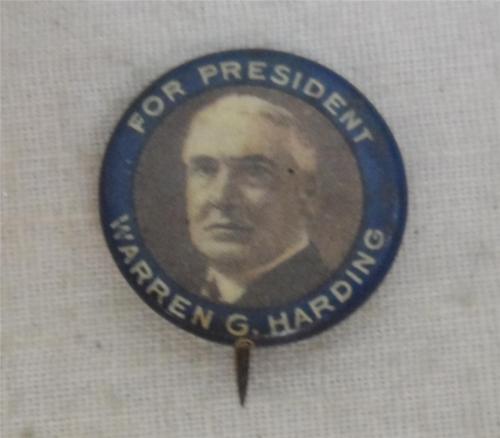 FOR PRESIDENT
WARREN G. HARDING